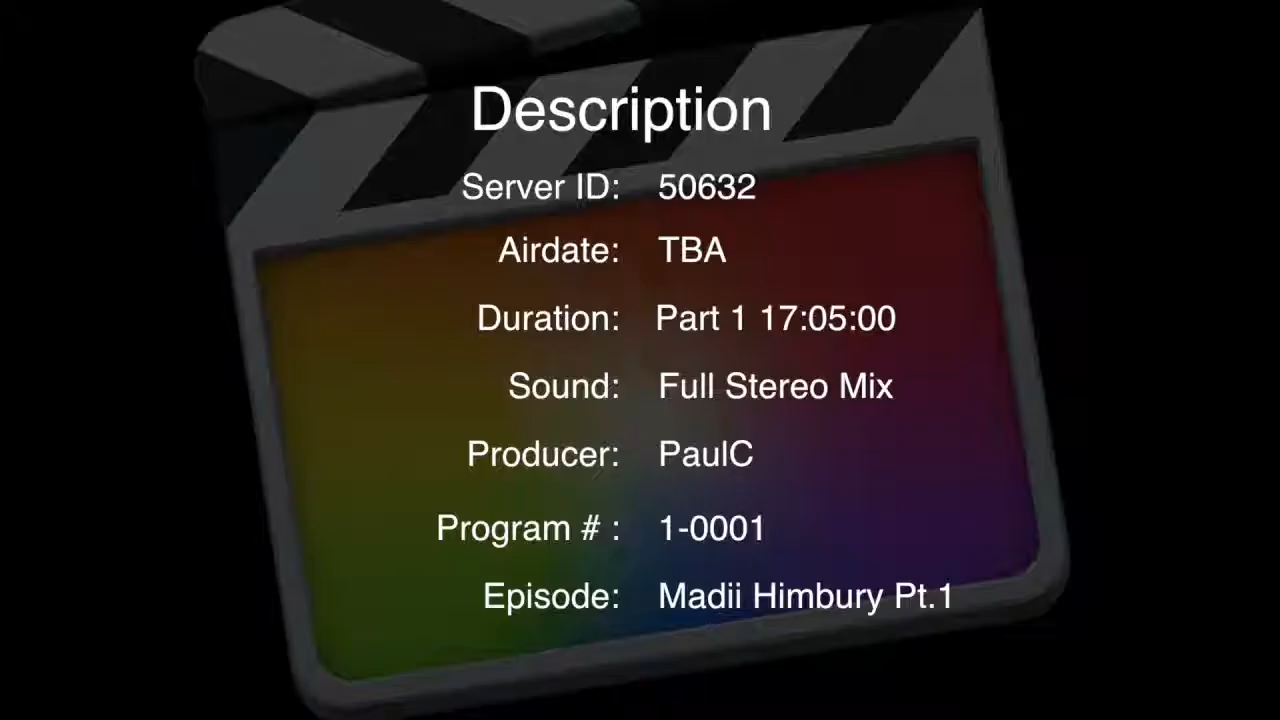 Description
Server ID: 50632
Airdate: TBA
Duration: Part 1 17:05:00
Sound: Full Stereo Mix
Producer: PaulC
Program # : 1-0001
Episode: Madii Himbury Pt.1